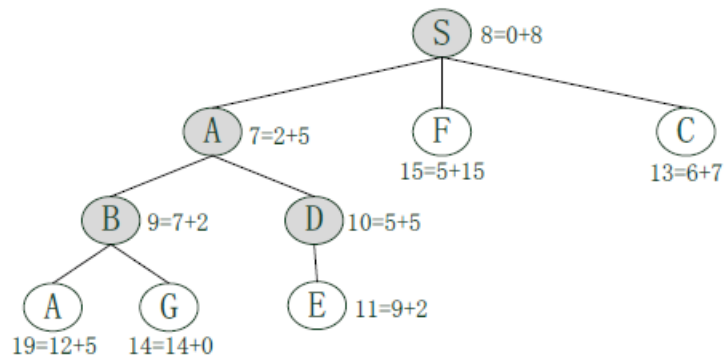 S 8=0+8
A 7=2+5
F
C
15=5+15
13=6+7
B 9=7+2
D 10=5+5
A
G
E 11=9+2
19=12+5
14=14+0